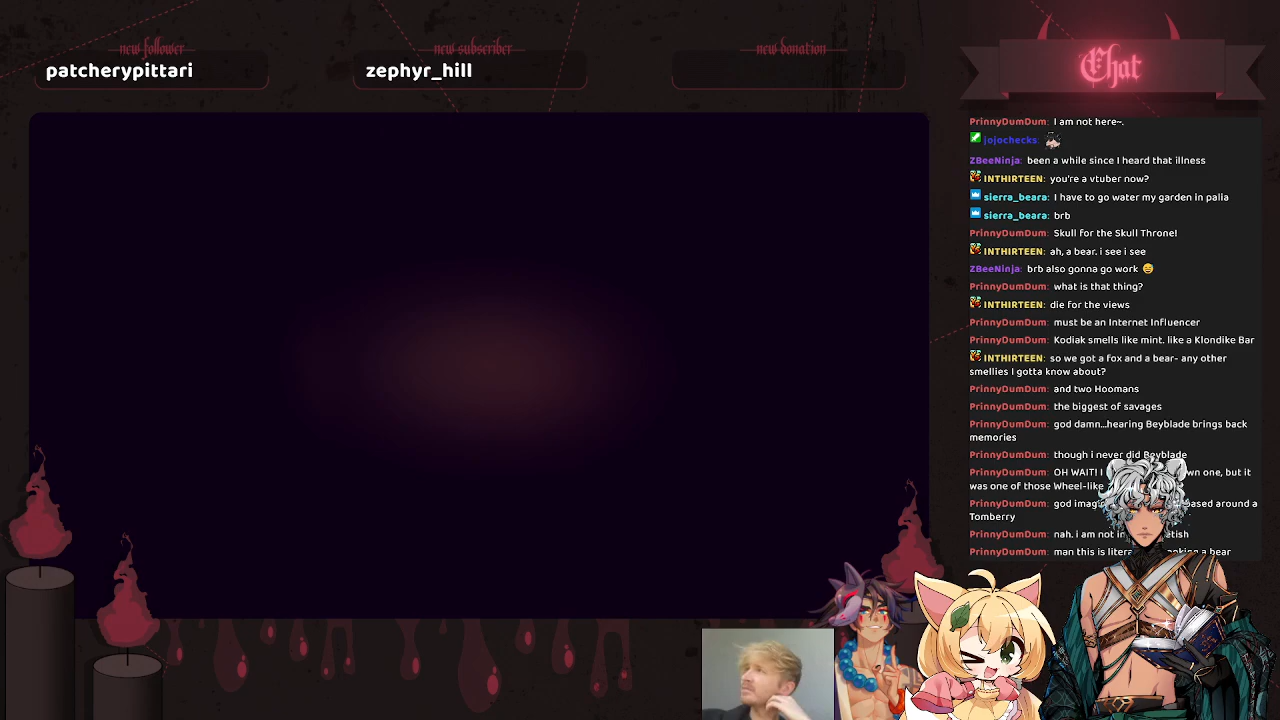 new follower
new subscriber
new donation
patcherypittari
zephyr_hill
Chat
PrinnyDumDum: I am not here~.
jojochecks:
ZBeeNinja: been a while since I heard that illness
INTHIRTEEN: you're a vtuber now?
sierra_beara: I have to go water my garden in palia
sierra_beara: brb
PrinnyDumDum: Skull for the Skull Throne!
INTHIRTEEN: ah, a bear. i see i see
ZBeeNinja: brb also gonna go work 😅
PrinnyDumDum: what is that thing?
INTHIRTEEN: die for the views
PrinnyDumDum: must be an Internet Influencer
PrinnyDumDum: Kodiak smells like mint. like a Klondike Bar
INTHIRTEEN: so we got a fox and a bear- any other
smellies I gotta know about?
PrinnyDumDum: and two Hoomans
PrinnyDumDum: the biggest of savages
PrinnyDumDum: god damn...hearing Beyblade brings back
memories
PrinnyDumDum: though i never did Beyblade
PrinnyDumDum: OH WAIT! I one, but it
was one of those Wheel-like
PrinnyDumDum: god around a
Tomberry
PrinnyDumDum: nah. i am not
PrinnyDumDum: man this is a bear